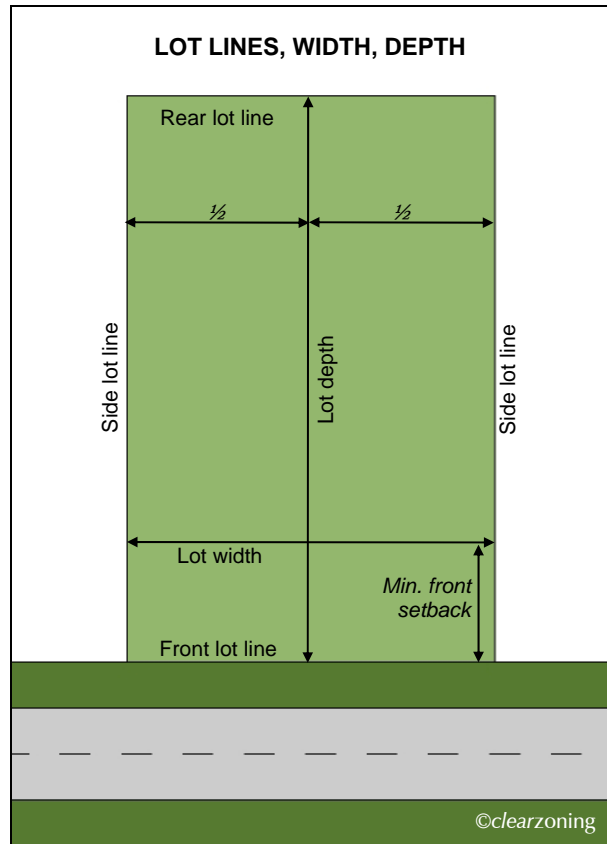 LOT LINES, WIDTH, DEPTH
Rear lot line
½ ½
Side lot line
Lot depth
Side lot line
Lot width
Min. front
setback
Front lot line
©clearzoning